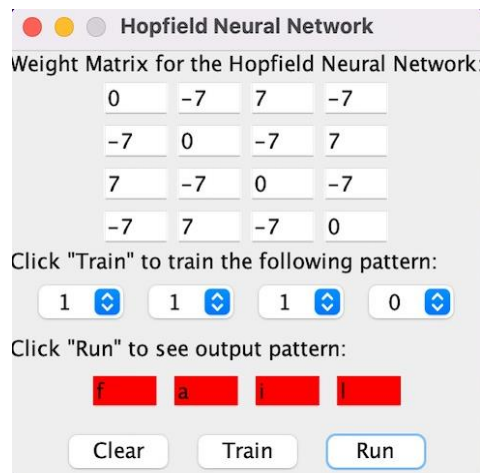 Hopfield Neural Network
Weight Matrix for the Hopfield Neural Network:
0 -7 7 -7
-7 0 -7 7
7 -7 0 -7
-7 7 -7 0
Click "Train" to train the following pattern:
1 1 1 0
Click "Run" to see output pattern:
f a i l
Clear Train Run